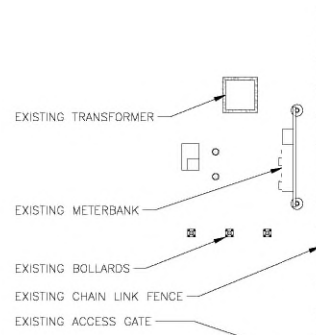 EXISTING TRANSFORMER
EXISTING METERBANK
EXISTING BOLLARDS
EXISTING CHAIN LINK FENCE
EXISTING ACCESS GATE